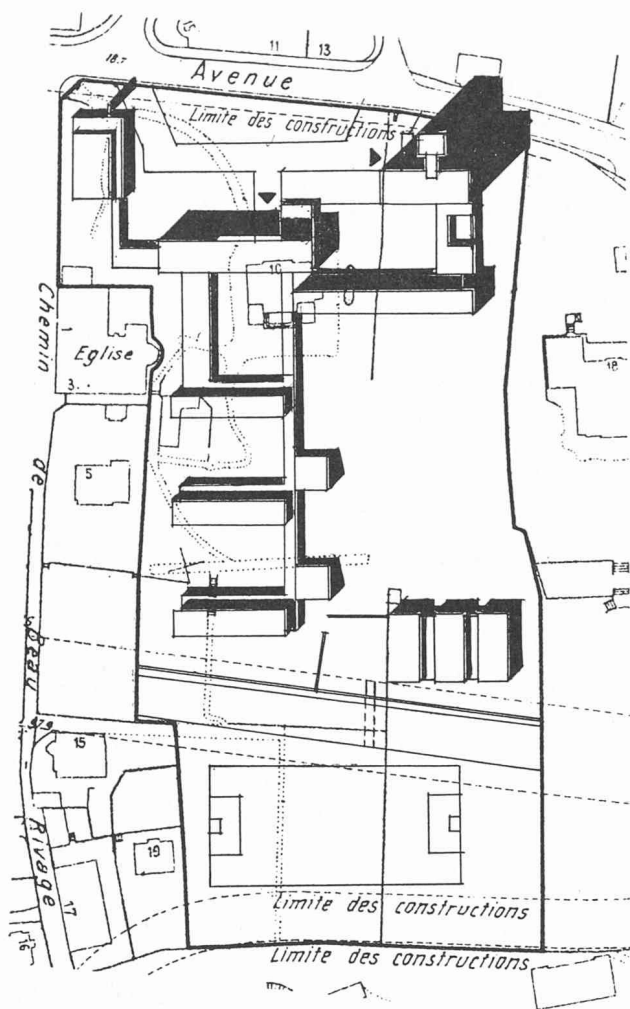 11
13
18.7
Avenue
Limite des constructions
10
Chemin
Eglise
3
18
5
de
Beau
479
15
19
Rivage
17
16
Limite des constructions
Limite des constructions